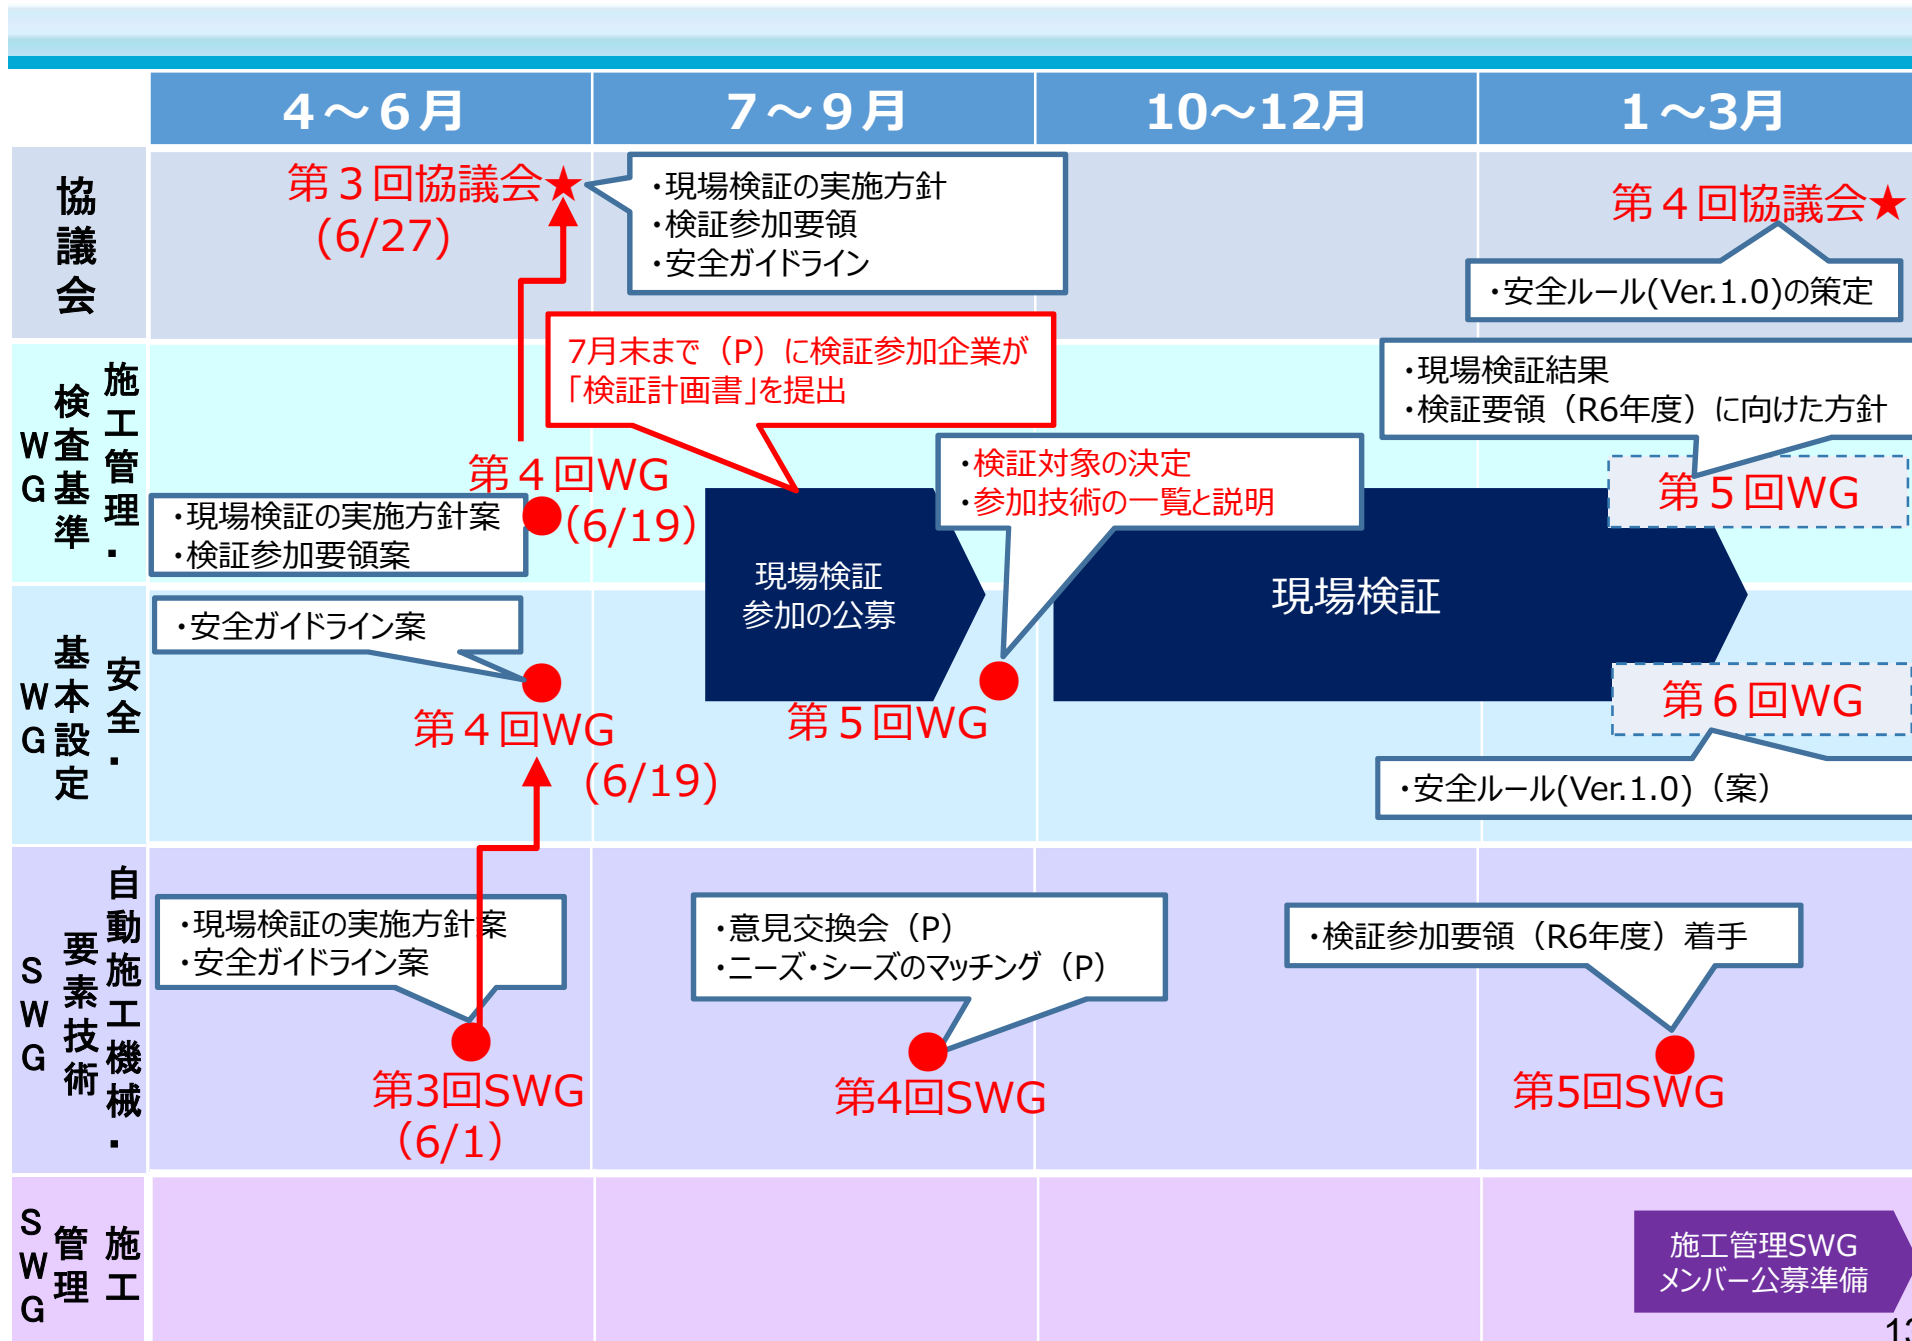 4～6月
7～9月
10～12月
1～3月
協議会
第3回協議会★
(6/27)
・現場検証の実施方針
・検証参加要領
・安全ガイドライン
第4回協議会★
・安全ルール(Ver.1.0)の策定
施工管理・
検査基準
WG
7月末まで（P）に検証参加企業が
「検証計画書」を提出
・現場検証結果
・検証要領（R6年度）に向けた方針
第4回WG
（6/19）
・現場検証の実施方針案
・検証参加要領案
・検証対象の決定
・参加技術の一覧と説明
第5回WG
現場検証
参加の公募
現場検証
安全・
基本設定
WG
・安全ガイドライン案
第4回WG
(6/19)
第5回WG
第6回WG
・安全ルール(Ver.1.0)（案）
自動施工機械・
要素技術
SWG
・現場検証の実施方針案
・安全ガイドライン案
第3回SWG
（6/1）
・意見交換会（P）
・ニーズ・シーズのマッチング（P）
第4回SWG
・検証参加要領（R6年度）着手
第5回SWG
施工
管理
SWG
施工管理SWG
メンバー公募準備